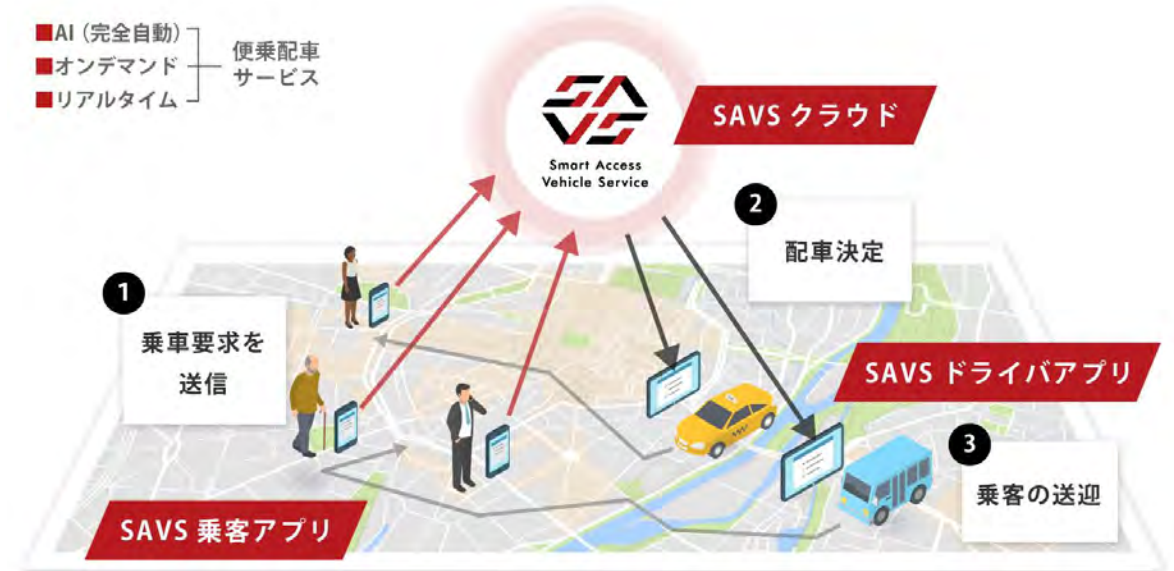 ■AI（完全自動）
■オンデマンド
■リアルタイム
便乗配車
サービス
SAVS
Smart Access
Vehicle Service
SAVS クラウド
1
乗車要求を
送信
2
配車決定
SAVS ドライバアプリ
3
乗客の送迎
SAVS 乗客アプリ